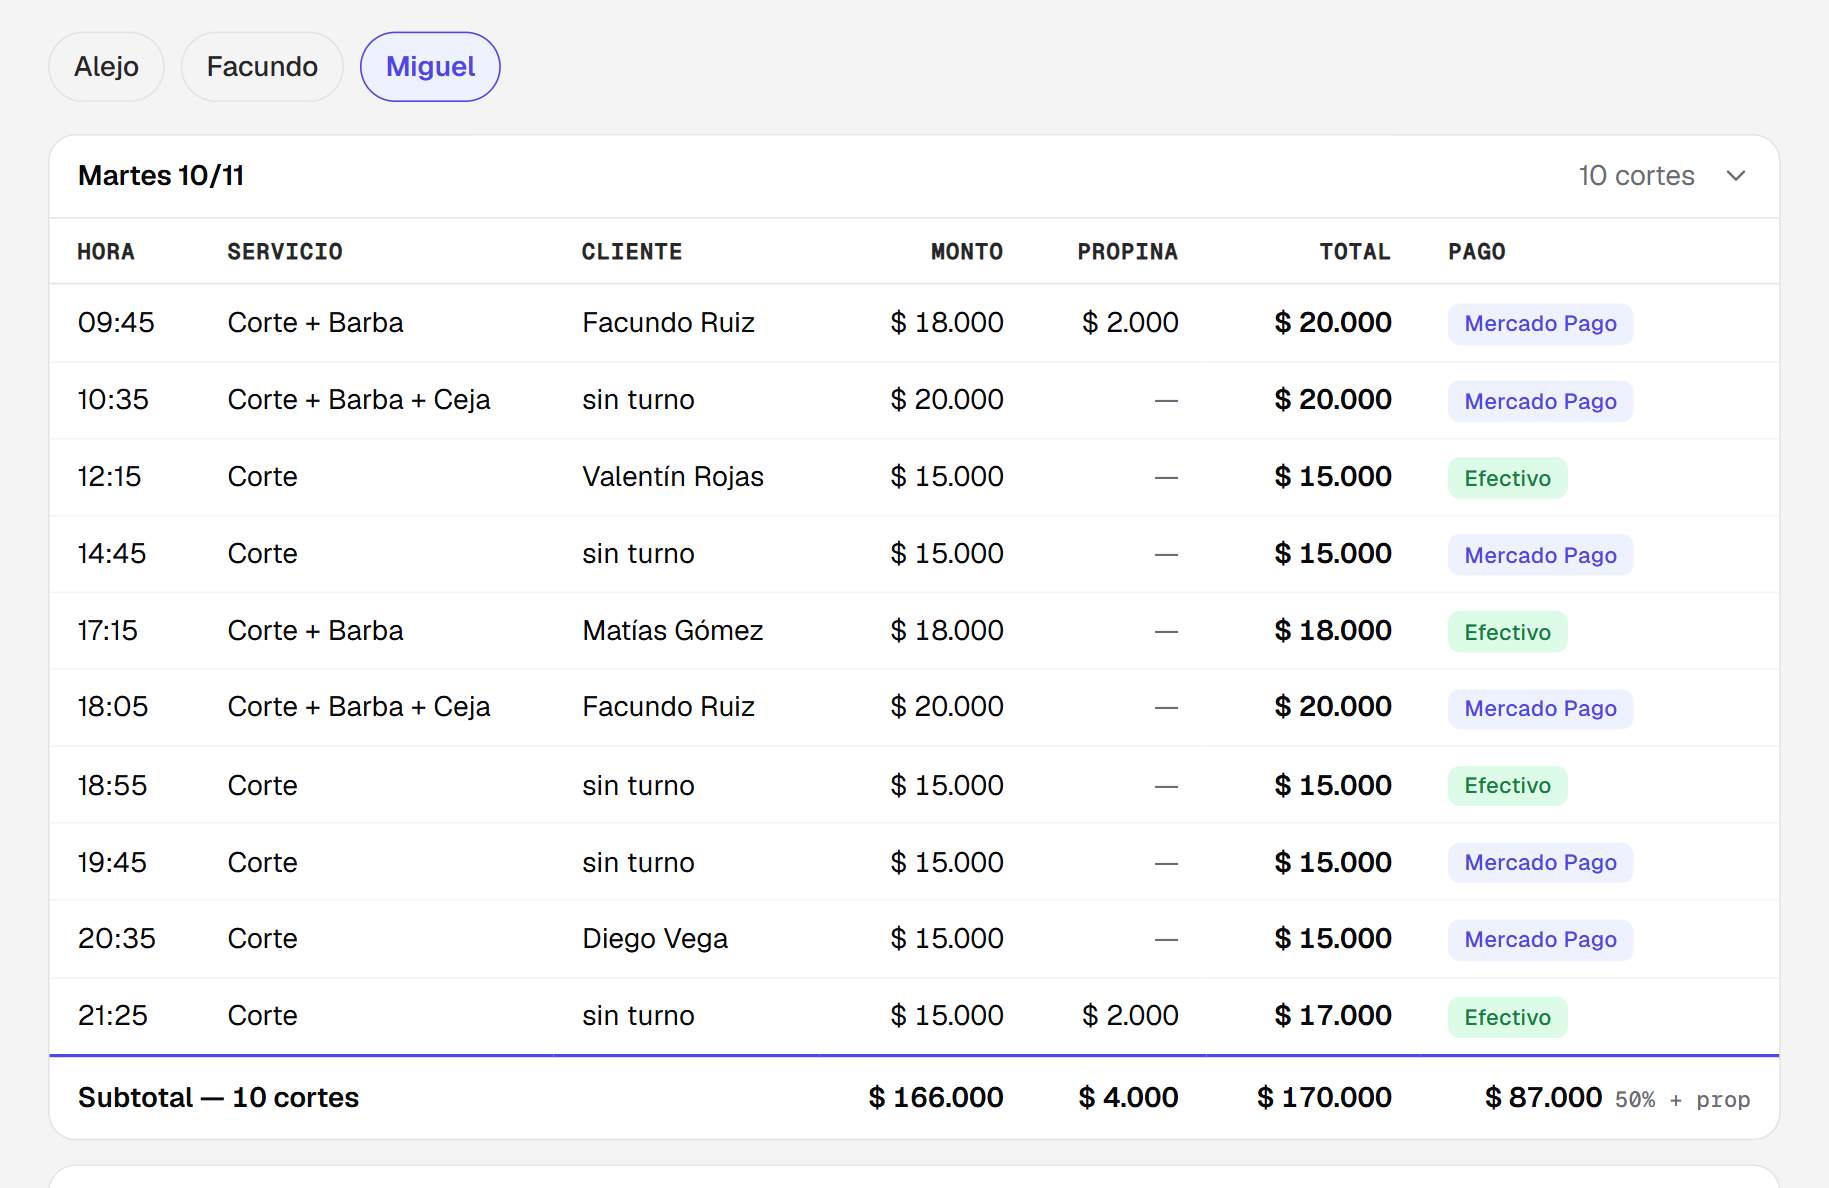 Alejo Facundo Miguel
Martes 10/11 10 cortes
HORA SERVICIO CLIENTE MONTO PROPINA TOTAL PAGO
09:45 Corte + Barba Facundo Ruiz $ 18.000 $ 2.000 $ 20.000 Mercado Pago
10:35 Corte + Barba + Ceja sin turno $ 20.000 — $ 20.000 Mercado Pago
12:15 Corte Valentín Rojas $ 15.000 — $ 15.000 Efectivo
14:45 Corte sin turno $ 15.000 — $ 15.000 Mercado Pago
17:15 Corte + Barba Matías Gómez $ 18.000 — $ 18.000 Efectivo
18:05 Corte + Barba + Ceja Facundo Ruiz $ 20.000 — $ 20.000 Mercado Pago
18:55 Corte sin turno $ 15.000 — $ 15.000 Efectivo
19:45 Corte sin turno $ 15.000 — $ 15.000 Mercado Pago
20:35 Corte Diego Vega $ 15.000 — $ 15.000 Mercado Pago
21:25 Corte sin turno $ 15.000 $ 2.000 $ 17.000 Efectivo
Subtotal — 10 cortes $ 166.000 $ 4.000 $ 170.000 $ 87.000 50% + prop